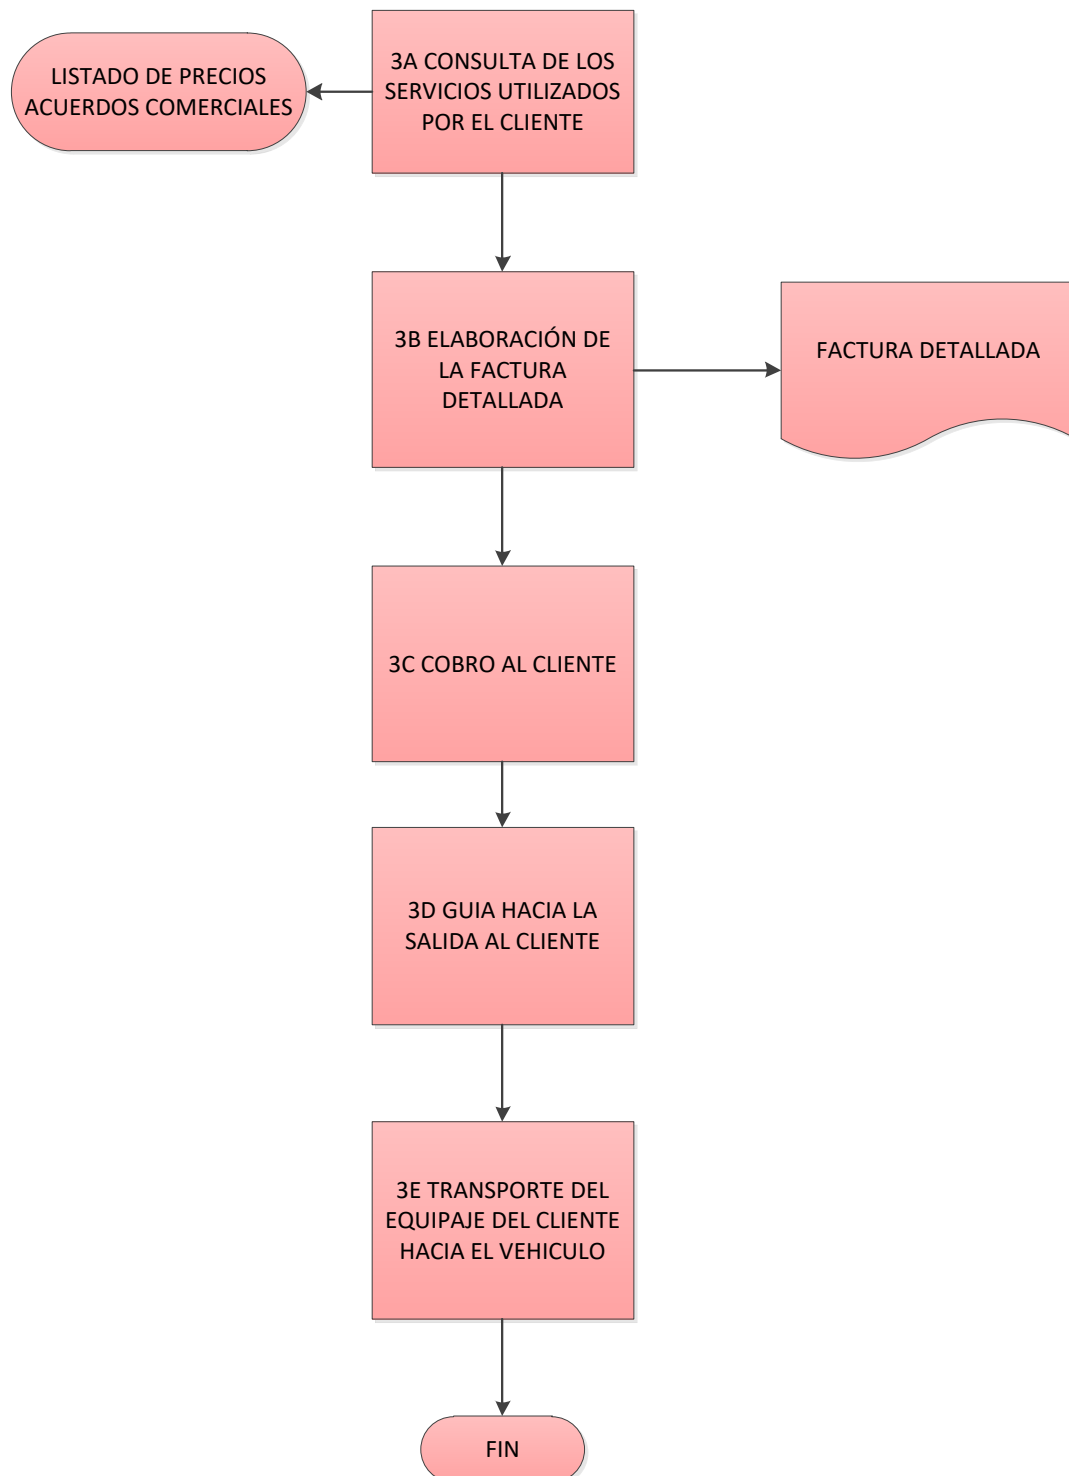 LISTADO DE PRECIOS
ACUERDOS COMERCIALES
3A CONSULTA DE LOS
SERVICIOS UTILIZADOS
POR EL CLIENTE
3B ELABORACIÓN DE
LA FACTURA
DETALLADA
FACTURA DETALLADA
3C COBRO AL CLIENTE
3D GUIA HACIA LA
SALIDA AL CLIENTE
3E TRANSPORTE DEL
EQUIPAJE DEL CLIENTE
HACIA EL VEHICULO
FIN